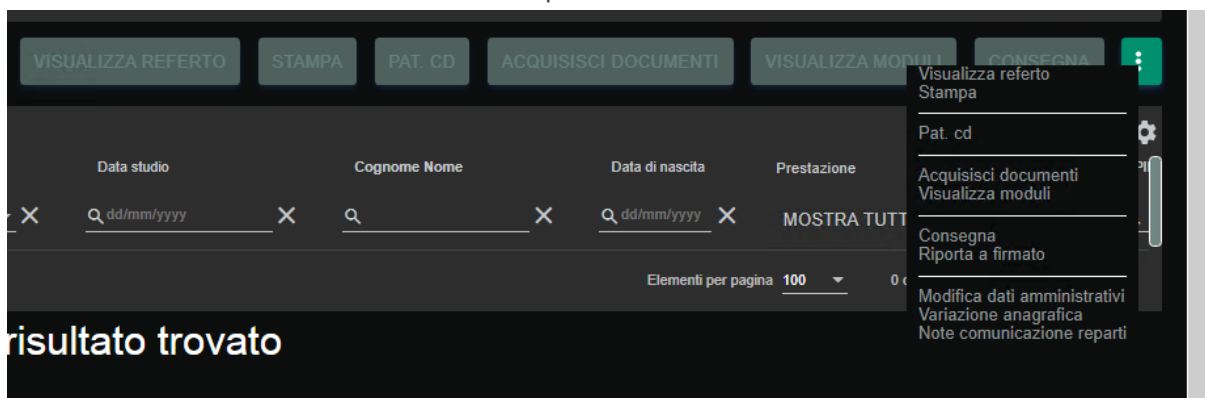 VISUALIZZA REFERTO STAMPA PAT. CD ACQUISISCI DOCUMENTI VISUALIZZA MODULI CONSEGNA
Visualizza referto
Stampa
Pat. cd
Acquisisci documenti
Visualizza moduli
Consegna
Riporta a firmato
Modifica dati amministrativi
Variazione anagrafica
Note comunicazione reparti
Data studio Cognome Nome Data di nascita Prestazione
dd/mm/yyyy dd/mm/yyyy MOSTRA TUTT
Elementi per pagina 100 0
risultato trovato